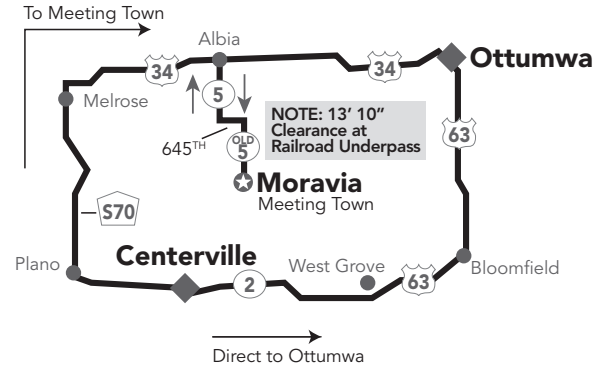 To Meeting Town
Albia
34
34
Ottumwa
Melrose
5
NOTE: 13' 10"
Clearance at
Railroad Underpass
63
645TH
OLD
5
Moravia
Meeting Town
S70
Centerville
Plano
West Grove
Bloomfield
2
63
Direct to Ottumwa